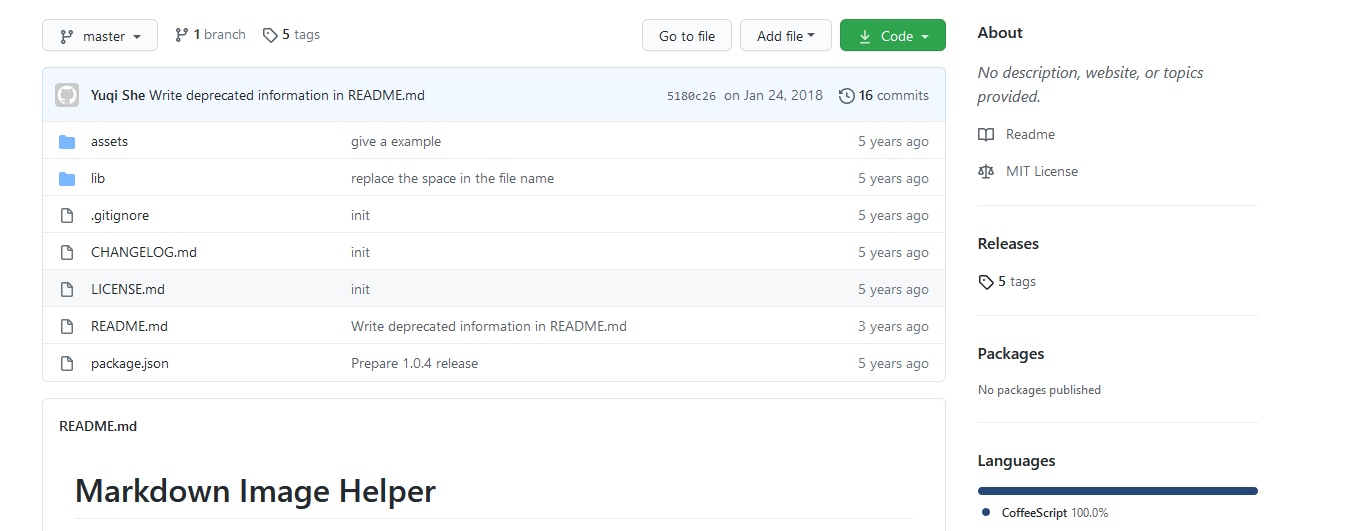 master 1 branch 5 tags Go to file Add file Code
Yuqi She Write deprecated information in README.md 5180c26 on Jan 24, 2018 16 commits
assets give a example 5 years ago
lib replace the space in the file name 5 years ago
.gitignore init 5 years ago
CHANGELOG.md init 5 years ago
LICENSE.md init 5 years ago
README.md Write deprecated information in README.md 3 years ago
package.json Prepare 1.0.4 release 5 years ago
README.md
Markdown Image Helper
About
No description, website, or topics
provided.
Readme
MIT License
Releases
5 tags
Packages
No packages published
Languages
CoffeeScript 100.0%